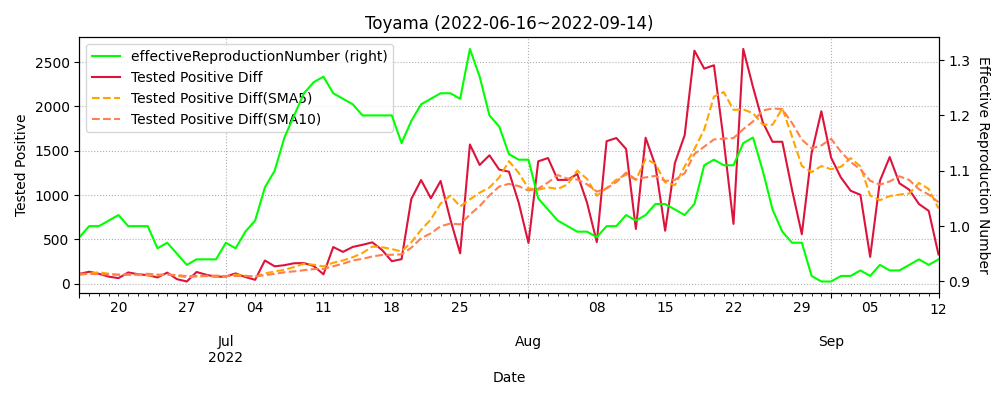 Toyama (2022-06-16~2022-09-14)
effectiveReproductionNumber (right)
Tested Positive Diff
Tested Positive Diff(SMA5)
Tested Positive Diff(SMA10)
Tested Positive
2500
2000
1500
1000
500
0
Effective Reproduction Number
1.3
1.2
1.1
1.0
0.9
20 27 04 11 18 25 08 15 22 29 05 12
Jul Aug Sep
2022
Date